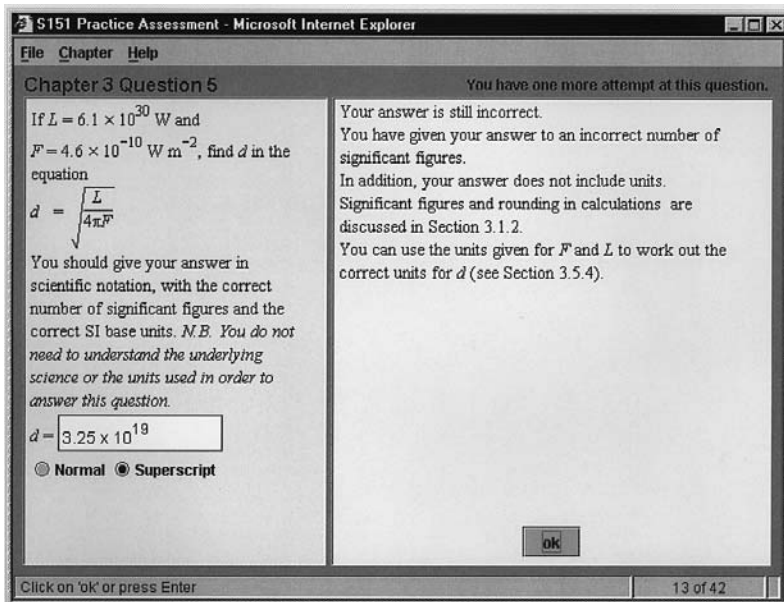 S151 Practice Assessment - Microsoft Internet Explorer
File Chapter Help
Chapter 3 Question 5
You have one more attempt at this question.
If L = 6.1 × 10³⁰ W and
F = 4.6 × 10⁻¹⁰ W m⁻², find d in the
equation
d = √(L/4πF)
You should give your answer in
scientific notation, with the correct
number of significant figures and the
correct SI base units. N.B. You do not
need to understand the underlying
science or the units used in order to
answer this question.
d = 3.25 x 10¹⁹
Normal Superscript
Your answer is still incorrect.
You have given your answer to an incorrect number of
significant figures.
In addition, your answer does not include units.
Significant figures and rounding in calculations are
discussed in Section 3.1.2.
You can use the units given for F and L to work out the
correct units for d (see Section 3.5.4).
ok
Click on 'ok' or press Enter
13 of 42